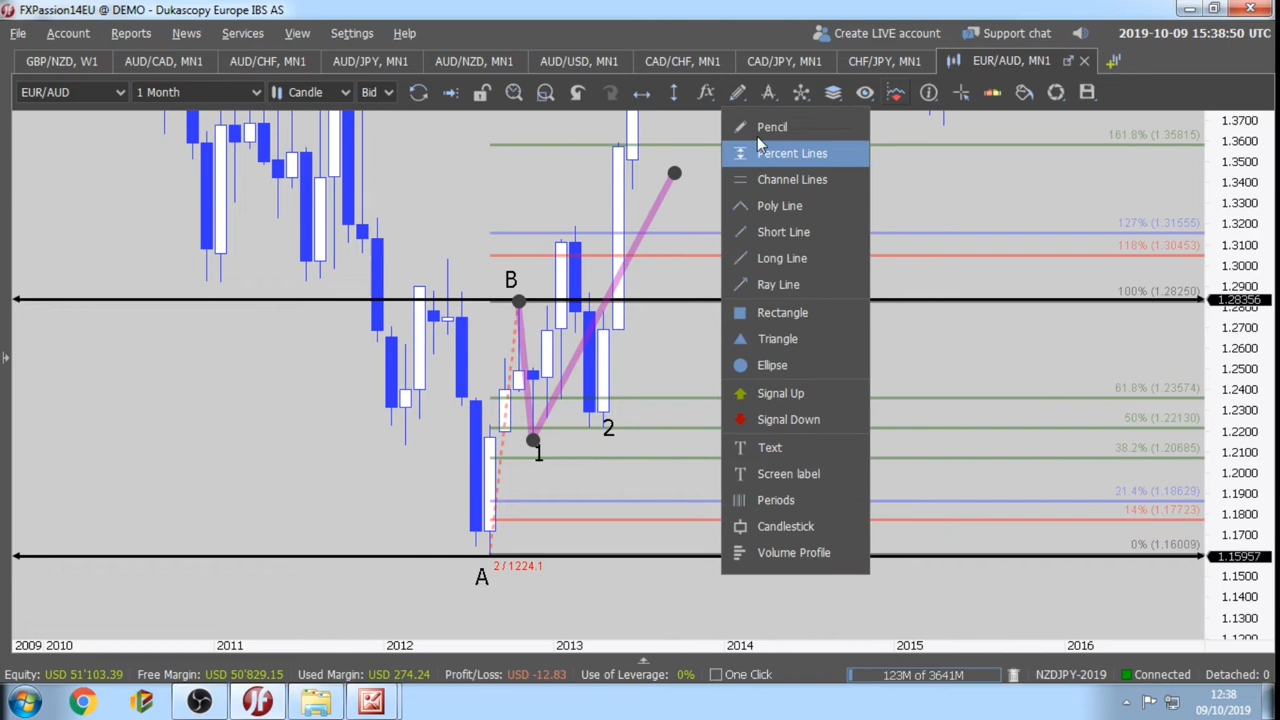 FXPassion14EU @ DEMO - Dukascopy Europe IBS AS
File Account Reports News Services View Settings Help Create LIVE account Support chat 2019-10-09 15:38:50 UTC
GBP/NZD, W1 AUD/CAD, MN1 AUD/CHF, MN1 AUD/JPY, MN1 AUD/NZD, MN1 AUD/USD, MN1 CAD/CHF, MN1 CAD/JPY, MN1 CHF/JPY, MN1 EUR/AUD, MN1
EUR/AUD 1 Month Candle Bid
Pencil
Percent Lines
Channel Lines
Poly Line
Short Line
Long Line
Ray Line
Rectangle
Triangle
Ellipse
Signal Up
Signal Down
Text
Screen label
Periods
Candlestick
Volume Profile
161.8% (1.35815)
127% (1.31555)
118% (1.30453)
100% (1.28250)
61.8% (1.23574)
50% (1.22130)
38.2% (1.20685)
21.4% (1.18629)
14% (1.17723)
0% (1.16009)
B
2
1
A
2 / 1224.1
1.3700
1.3600
1.3500
1.3400
1.3300
1.3200
1.3100
1.3000
1.2900
1.28356
1.2700
1.2600
1.2500
1.2400
1.2300
1.2200
1.2100
1.2000
1.1900
1.1800
1.1700
1.15957
1.1500
1.1400
1.1300
1.1200
2009 2010 2011 2012 2013 2014 2015 2016
Equity: USD 51'103.39 Free Margin: USD 50'829.15 Used Margin: USD 274.24 Profit/Loss: USD -12.83 Use of Leverage: 0% One Click 123M of 3641M NZDJPY-2019 Connected Detached: 0
12:38
09/10/2019